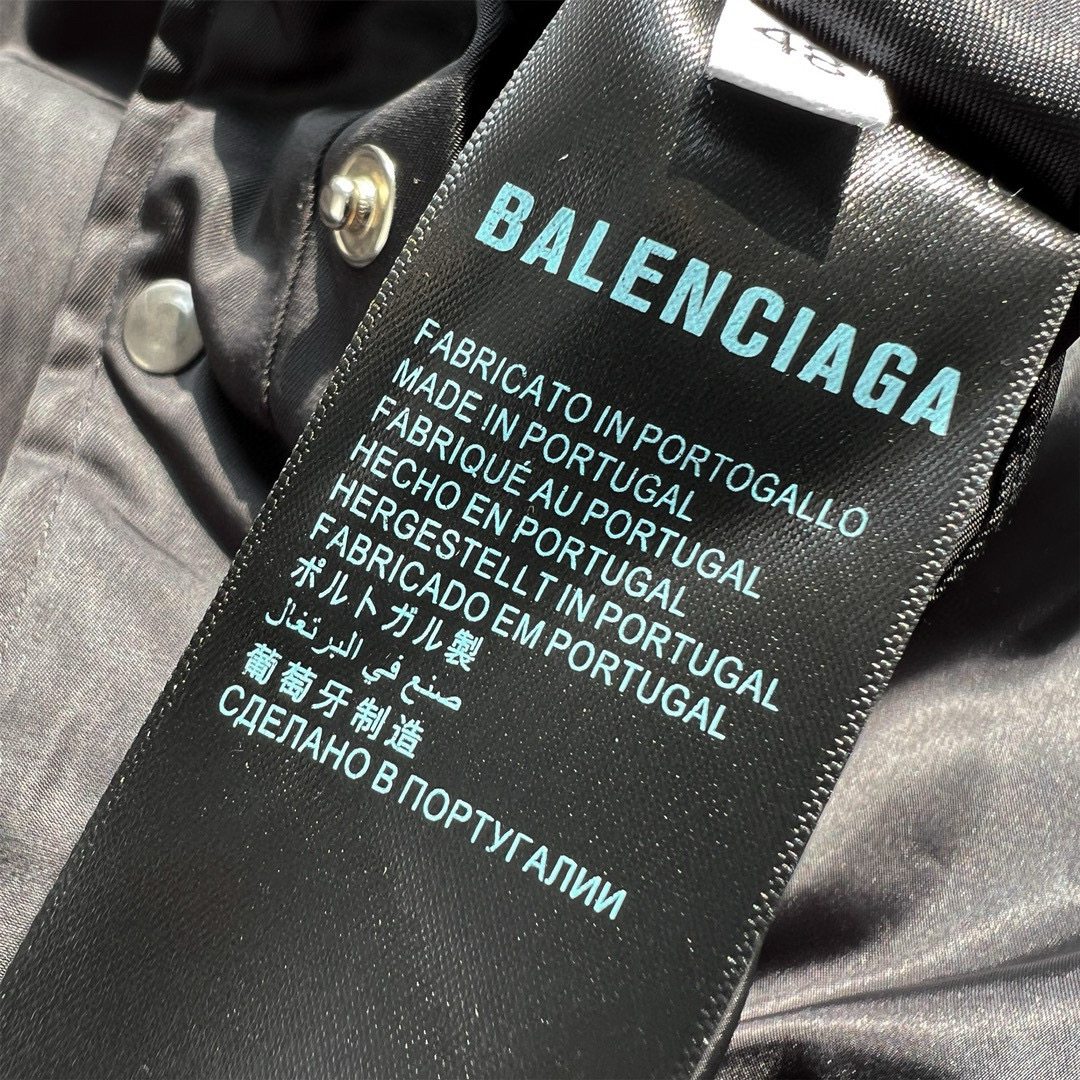 48
BALENCIAGA
FABRICATO IN PORTOGALLO
MADE IN PORTUGAL
FABRIQUÉ AU PORTUGAL
HECHO EN PORTUGAL
HERGESTELLT IN PORTUGAL
FABRICADO EM PORTUGAL
ポルトガル製
صنع في البرتغال
葡萄牙制造
СДЕЛАНО В ПОРТУГАЛИИ